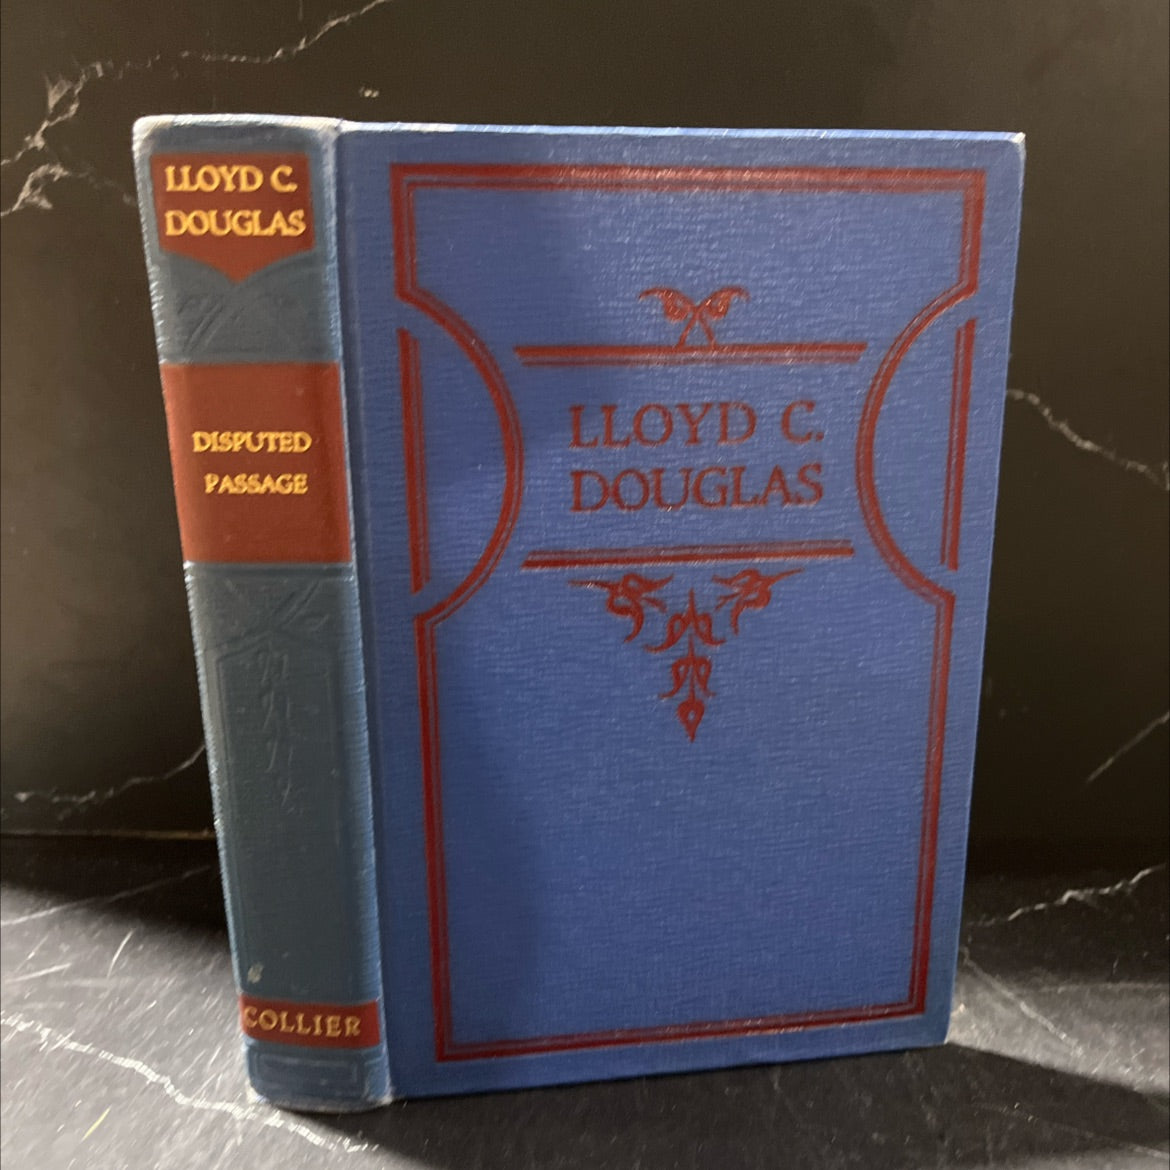 LLOYD C.
DOUGLAS
DISPUTED
PASSAGE
COLLIER
LLOYD C.
DOUGLAS